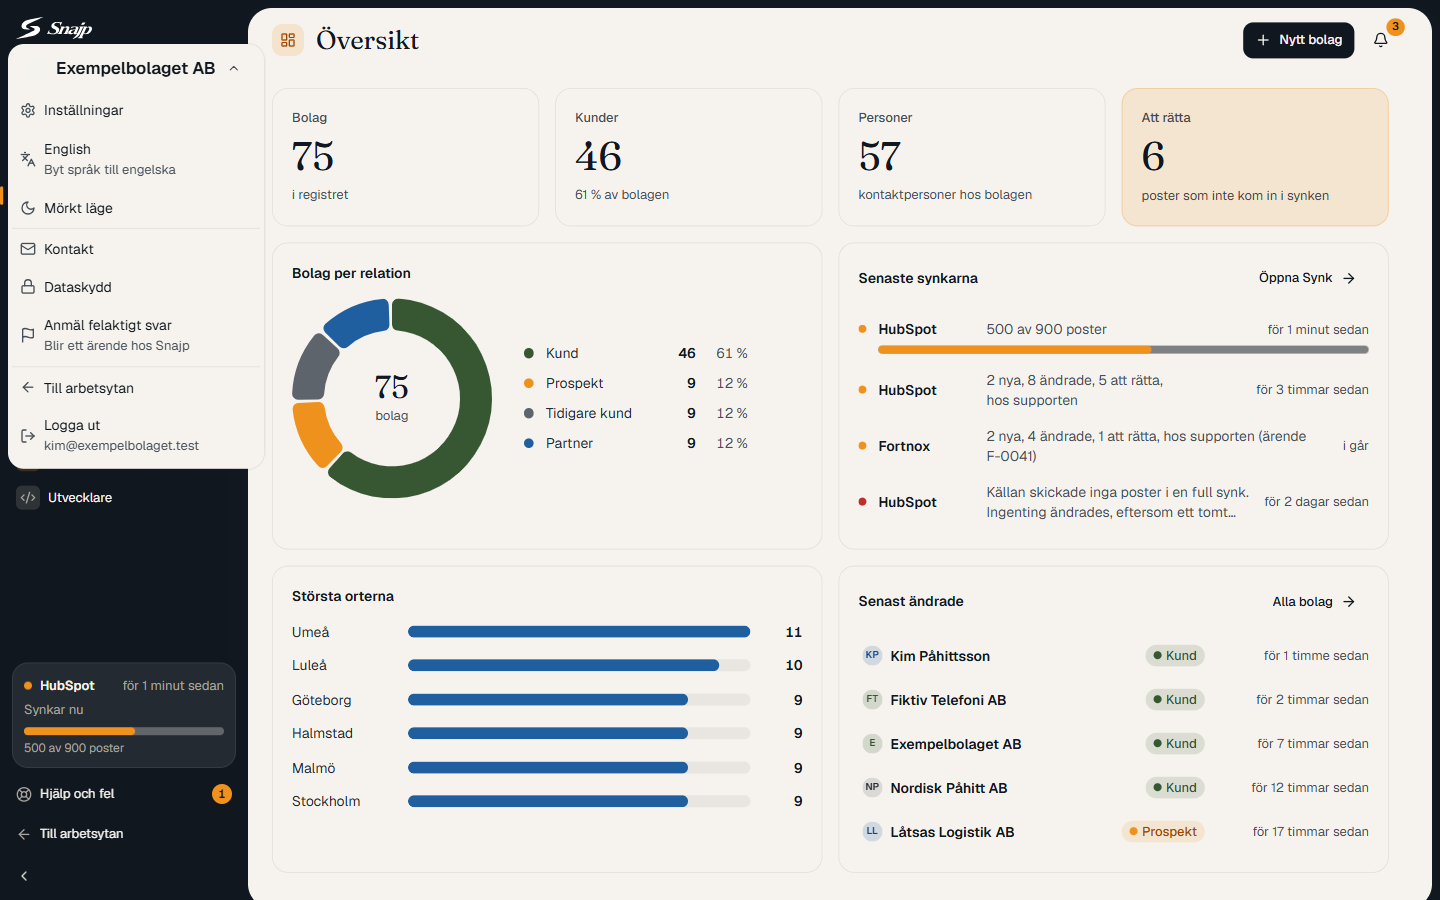 Snajp
Exempelbolaget AB
Inställningar
English
Byt språk till engelska
Mörkt läge
Kontakt
Dataskydd
Anmäl felaktigt svar
Blir ett ärende hos Snajp
Till arbetsytan
Logga ut
kim@exempelbolaget.test
Utvecklare
HubSpot för 1 minut sedan
Synkar nu
500 av 900 poster
Hjälp och fel 1
Till arbetsytan
Översikt
Nytt bolag
3
Bolag
75
i registret
Kunder
46
61 % av bolagen
Personer
57
kontaktpersoner hos bolagen
Att rätta
6
poster som inte kom in i synken
Bolag per relation
75
bolag
Kund 46 61 %
Prospekt 9 12 %
Tidigare kund 9 12 %
Partner 9 12 %
Senaste synkarna
Öppna Synk
HubSpot 500 av 900 poster för 1 minut sedan
HubSpot 2 nya, 8 ändrade, 5 att rätta, för 3 timmar sedan
hos supporten
Fortnox 2 nya, 4 ändrade, 1 att rätta, hos supporten (ärende i går
F-0041)
HubSpot Källan skickade inga poster i en full synk. för 2 dagar sedan
Ingenting ändrades, eftersom ett tomt…
Största orterna
Umeå 11
Luleå 10
Göteborg 9
Halmstad 9
Malmö 9
Stockholm 9
Senast ändrade
Alla bolag
KP Kim Påhittsson Kund för 1 timme sedan
FT Fiktiv Telefoni AB Kund för 2 timmar sedan
E Exempelbolaget AB Kund för 7 timmar sedan
NP Nordisk Påhitt AB Kund för 12 timmar sedan
LL Låtsas Logistik AB Prospekt för 17 timmar sedan